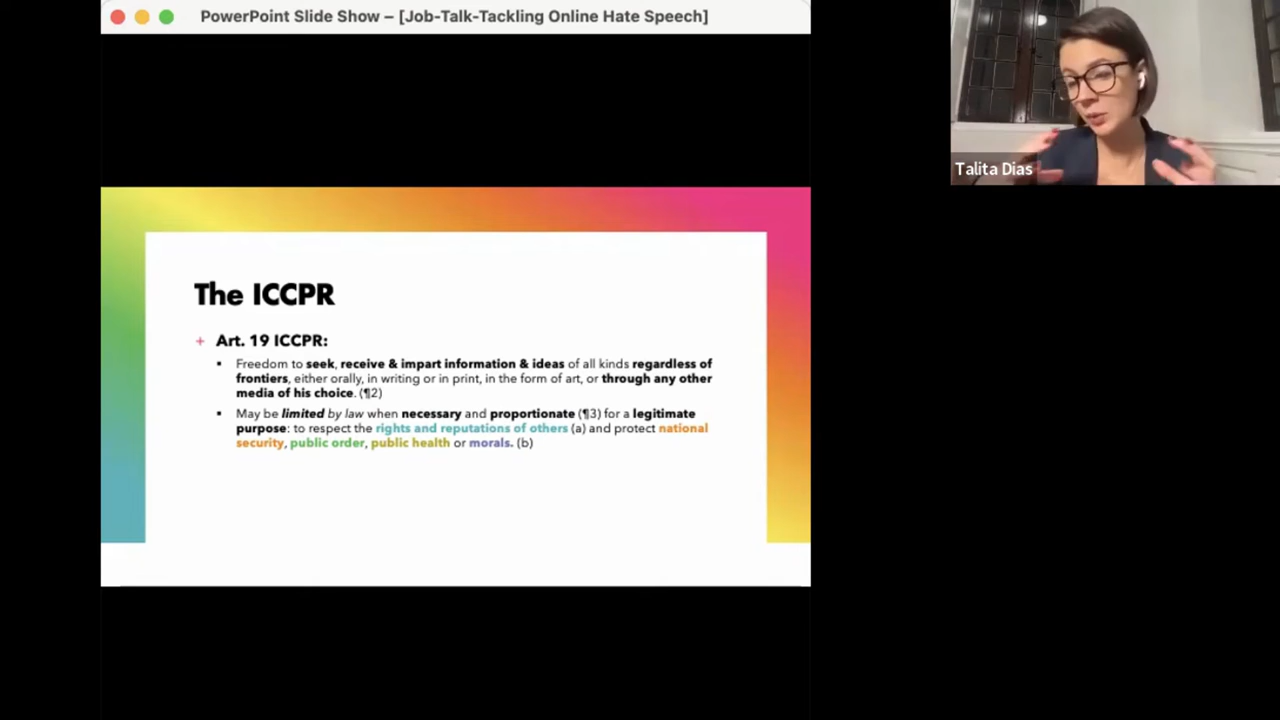 PowerPoint Slide Show – [Job-Talk-Tackling Online Hate Speech]
Talita Dias
The ICCPR
+ Art. 19 ICCPR:
▪ Freedom to seek, receive & impart information & ideas of all kinds regardless of
frontiers, either orally, in writing or in print, in the form of art, or through any other
media of his choice. (¶2)
▪ May be limited by law when necessary and proportionate (¶3) for a legitimate
purpose: to respect the rights and reputations of others (a) and protect national
security, public order, public health or morals. (b)